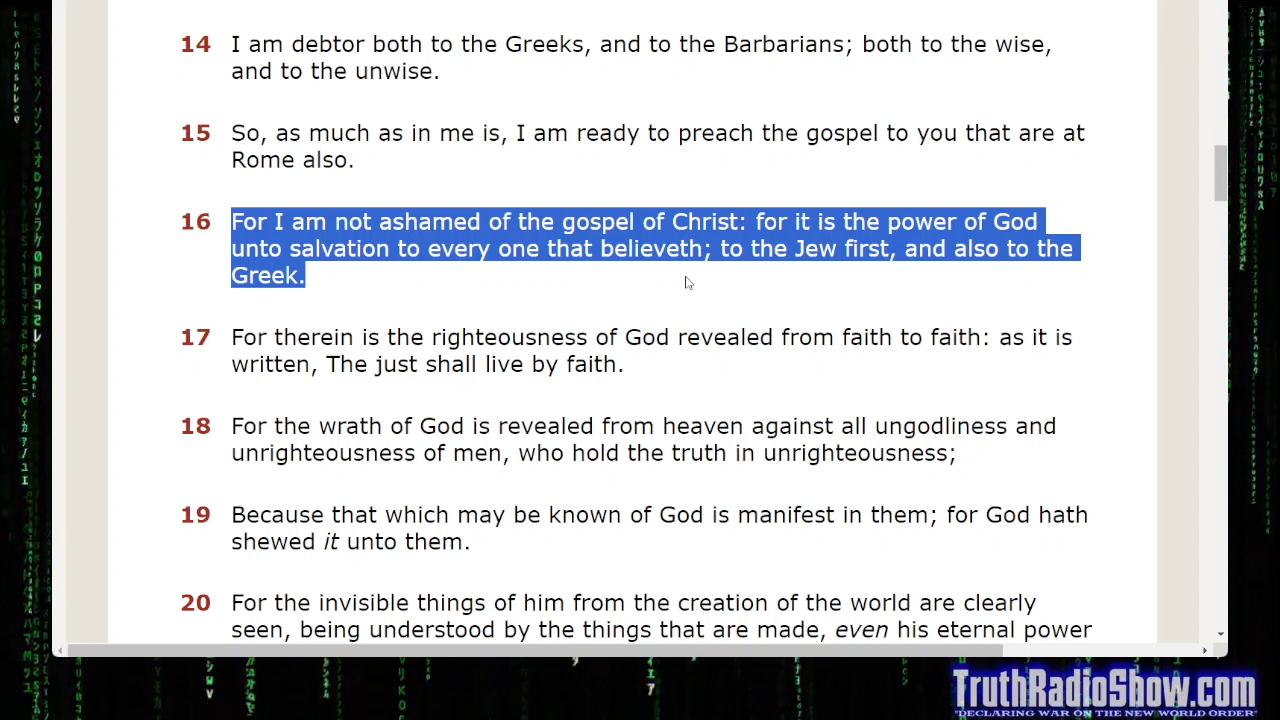 14 I am debtor both to the Greeks, and to the Barbarians; both to the wise,
and to the unwise.
15 So, as much as in me is, I am ready to preach the gospel to you that are at
Rome also.
16 For I am not ashamed of the gospel of Christ: for it is the power of God
unto salvation to every one that believeth; to the Jew first, and also to the
Greek.
17 For therein is the righteousness of God revealed from faith to faith: as it is
written, The just shall live by faith.
18 For the wrath of God is revealed from heaven against all ungodliness and
unrighteousness of men, who hold the truth in unrighteousness;
19 Because that which may be known of God is manifest in them; for God hath
shewed it unto them.
20 For the invisible things of him from the creation of the world are clearly
seen, being understood by the things that are made, even his eternal power
TruthRadioShow.com
"DECLARING WAR ON THE NEW WORLD ORDER"